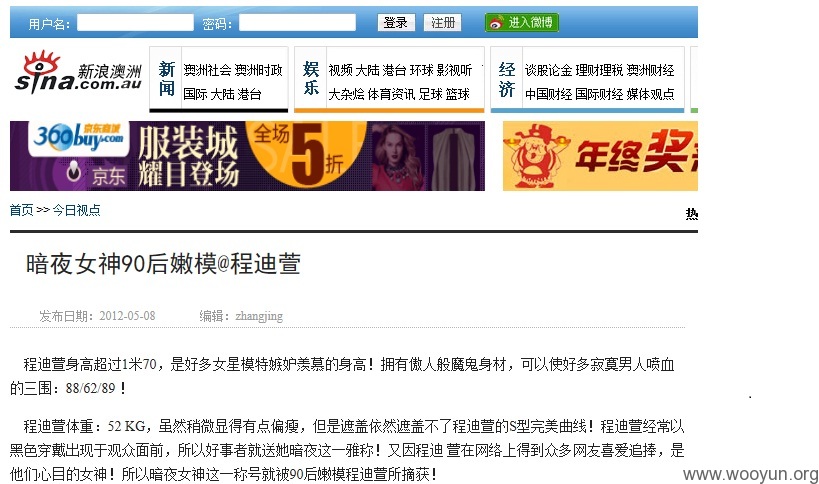 用户名: 密码: 登录 注册 进入微博
sina 新浪澳洲 .com.au
新闻 澳洲社会 澳洲时政
国际 大陆 港台
娱乐 视频 大陆 港台 环球 影视听
大杂烩 体育资讯 足球 篮球
经济 谈股论金 理财理税 澳洲财经
中国财经 国际财经 媒体观点
360buy.com 京东商城 服装城 全场5折
京东 耀目登场
年终奖
首页 >> 今日视点
热
暗夜女神90后嫩模@程迪萱
发布日期：2012-05-08 编辑：zhangjing
程迪萱身高超过1米70，是好多女星模特嫉妒羡慕的身高！拥有傲人般魔鬼身材，可以使好多寂寞男人喷血
的三围：88/62/89 ！
程迪萱体重：52 KG，虽然稍微显得有点偏瘦，但是遮盖依然遮盖不了程迪萱的S型完美曲线！程迪萱经常以
黑色穿戴出现于观众面前，所以好事者就送她暗夜这一雅称！又因程迪 萱在网络上得到众多网友喜爱追捧，是
他们心目的女神！所以暗夜女神这一称号就被90后嫩模程迪萱所摘获！
www.wooyun.org